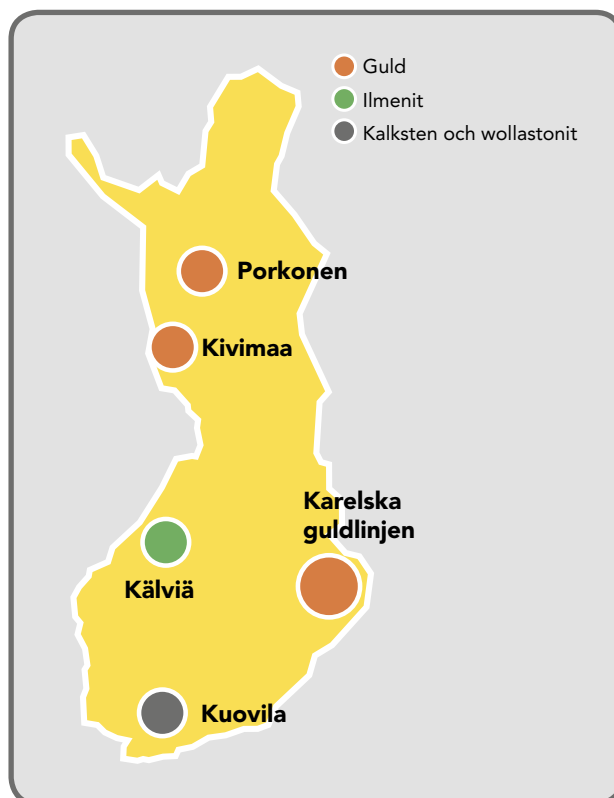 Guld
Ilmenit
Kalksten och wollastonit
Porkonen
Kivimaa
Karelska
guldlinjen
Kälviä
Kuovila